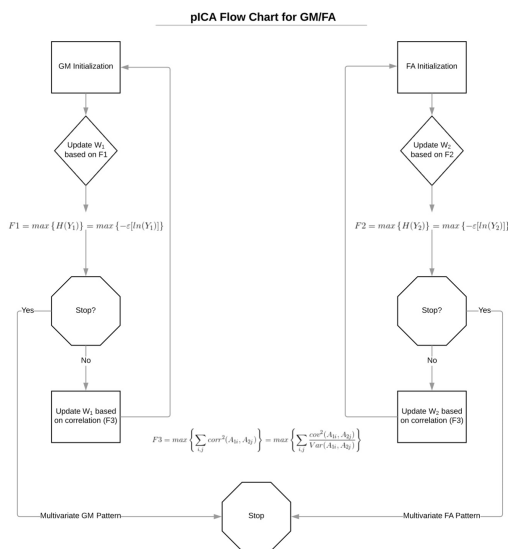 pICA Flow Chart for GM/FA
GM Initialization
FA Initialization
Update W₁
based on F1
Update W₂
based on F2
F1 = max {H(Y₁)} = max {−ε[ln(Y₁)]}
F2 = max {H(Y₂)} = max {−ε[ln(Y₂)]}
Yes
Stop?
Stop?
Yes
No
No
Update W₁ based
on correlation (F3)
Update W₂ based
on correlation (F3)
F3 = max {∑i,j corr²(A₁ᵢ, A₂ⱼ)} = max {∑i,j cov²(A₁ᵢ, A₂ⱼ) / Var(A₁ᵢ, A₂ⱼ)}
Multivariate GM Pattern
Stop
Multivariate FA Pattern